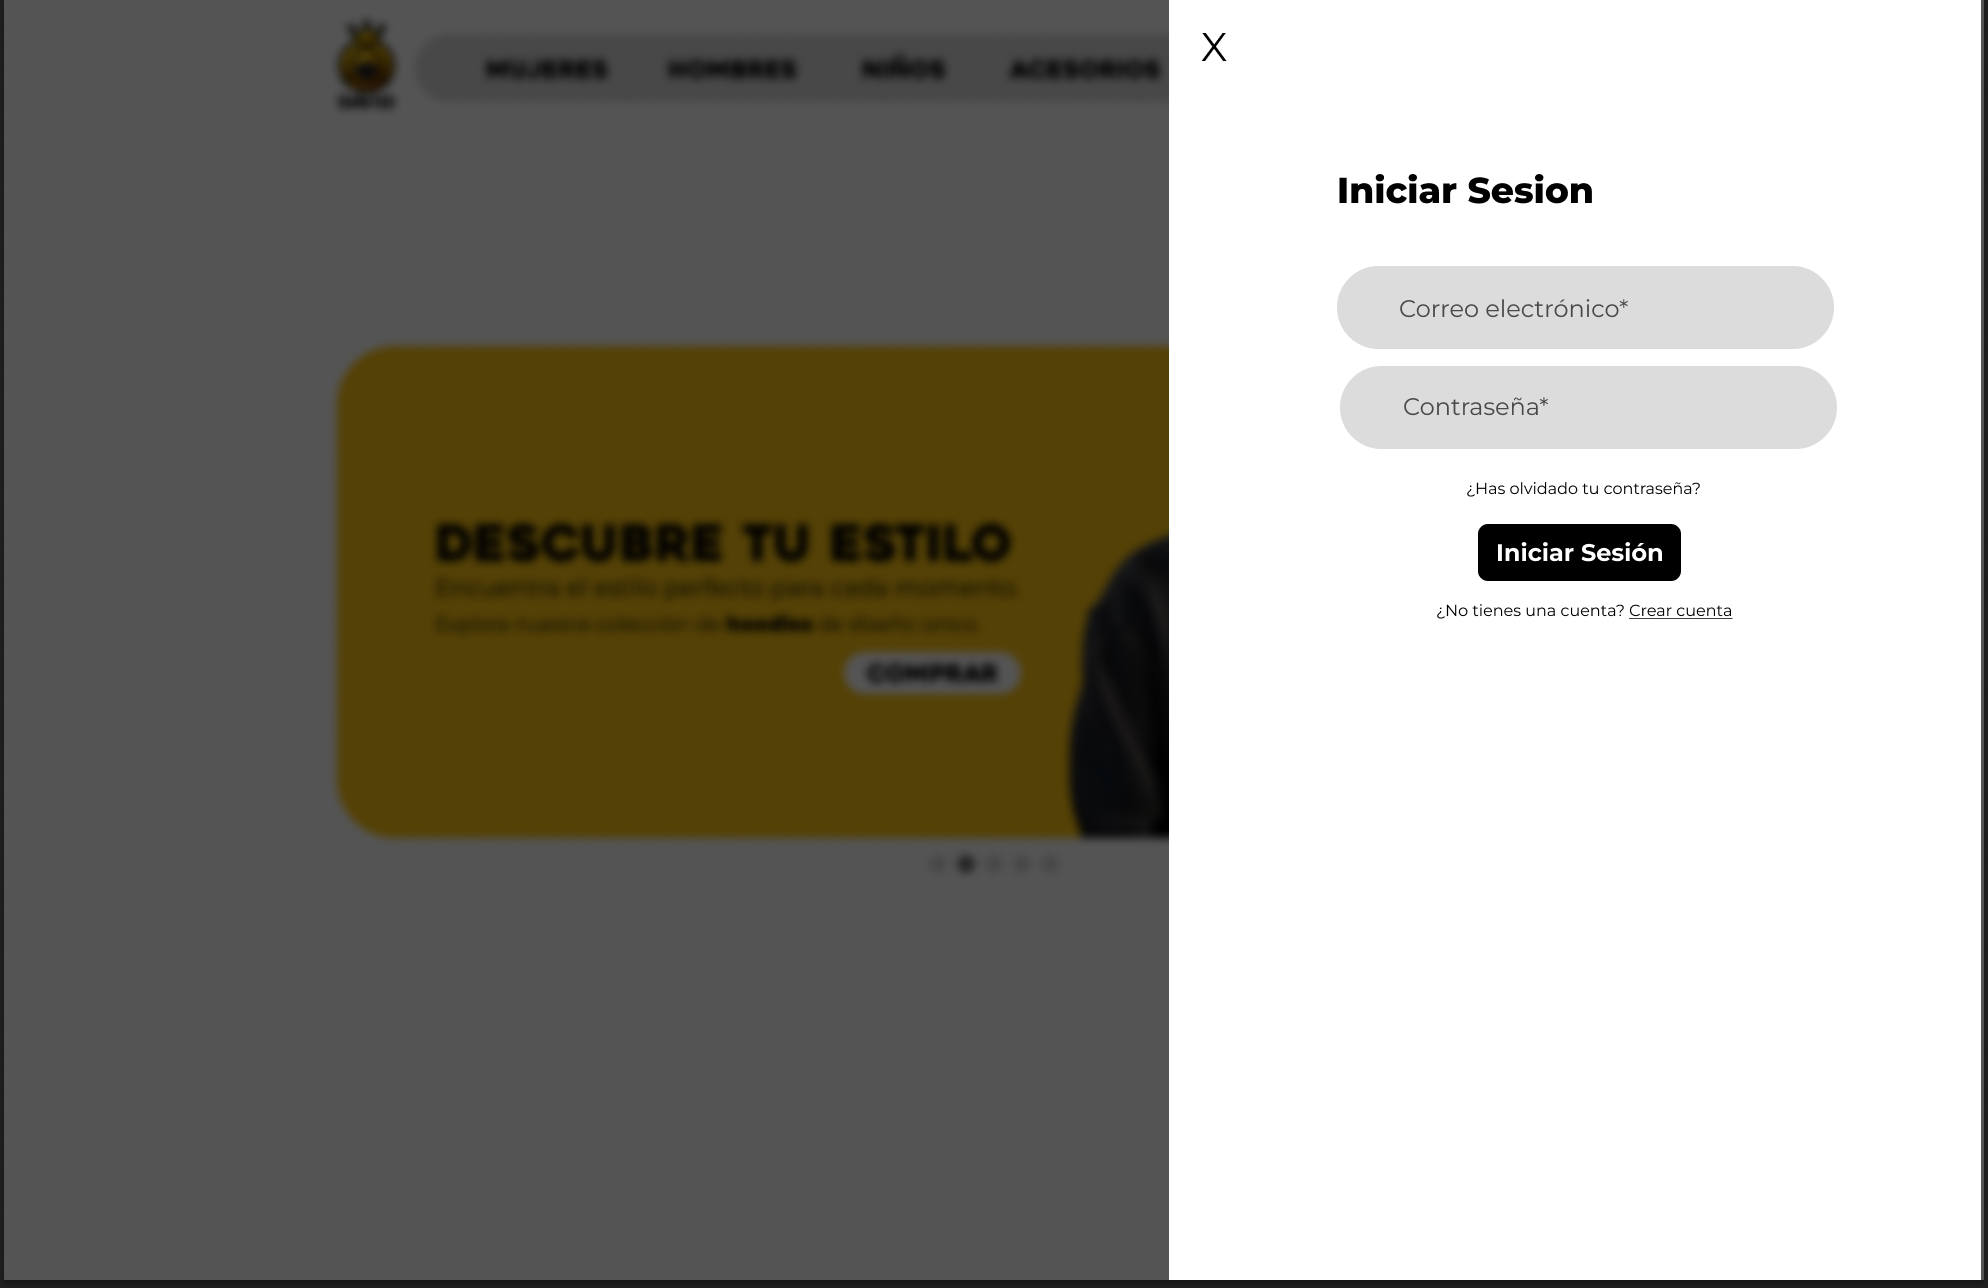 MUJERES HOMBRES NIÑOS ACESORIOS
DESCUBRE TU ESTILO
Encuentra el estilo perfecto para cada momento.
Explora nuestra colección de hoodies de diseño único.
COMPRAR
X
Iniciar Sesion
Correo electrónico*
Contraseña*
¿Has olvidado tu contraseña?
Iniciar Sesión
¿No tienes una cuenta? Crear cuenta